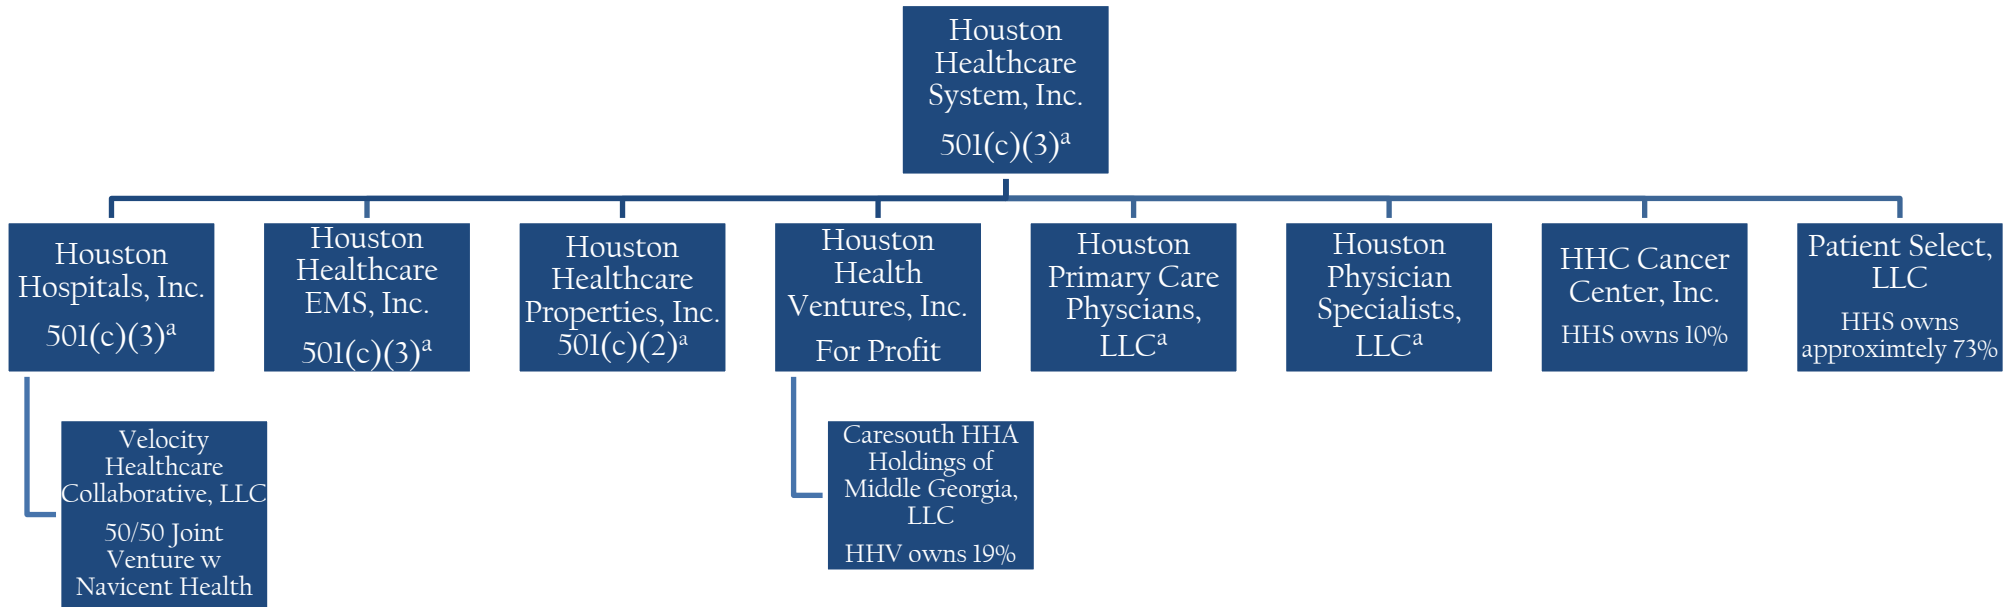 Houston
Healthcare
System, Inc.
501(c)(3)ᵃ
Houston
Hospitals, Inc.
501(c)(3)ᵃ
Houston
Healthcare
EMS, Inc.
501(c)(3)ᵃ
Houston
Healthcare
Properties, Inc.
501(c)(2)ᵃ
Houston
Health
Ventures, Inc.
For Profit
Houston
Primary Care
Physcians,
LLCᵃ
Houston
Physician
Specialists,
LLCᵃ
HHC Cancer
Center, Inc.
HHS owns 10%
Patient Select,
LLC
HHS owns
approximtely 73%
Velocity
Healthcare
Collaborative, LLC
50/50 Joint
Venture w
Navicent Health
Caresouth HHA
Holdings of
Middle Georgia,
LLC
HHV owns 19%